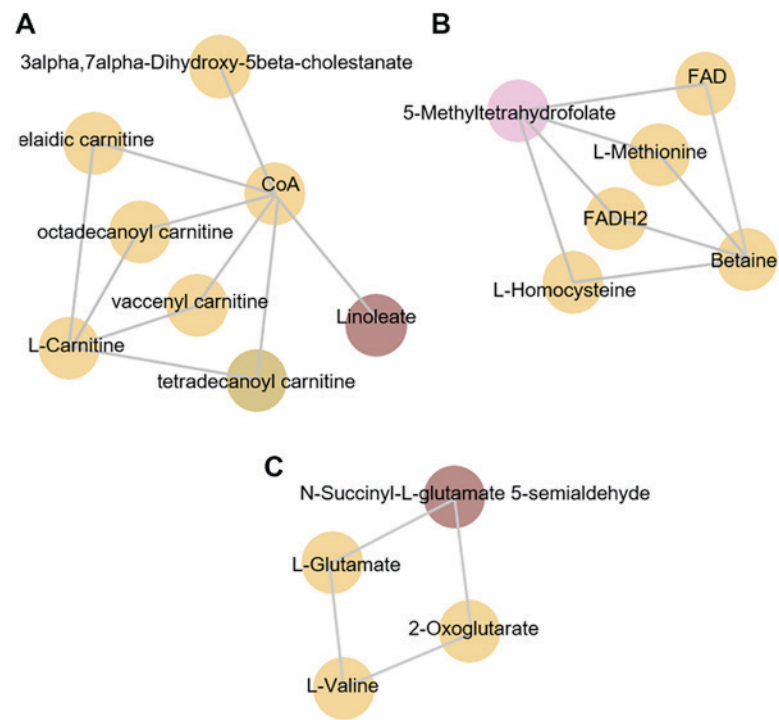 A
3alpha,7alpha-Dihydroxy-5beta-cholestanate
elaidic carnitine
CoA
octadecanoyl carnitine
vaccenyl carnitine
Linoleate
L-Carnitine
tetradecanoyl carnitine
B
FAD
5-Methyltetrahydrofolate
L-Methionine
FADH2
Betaine
L-Homocysteine
C
N-Succinyl-L-glutamate 5-semialdehyde
L-Glutamate
2-Oxoglutarate
L-Valine